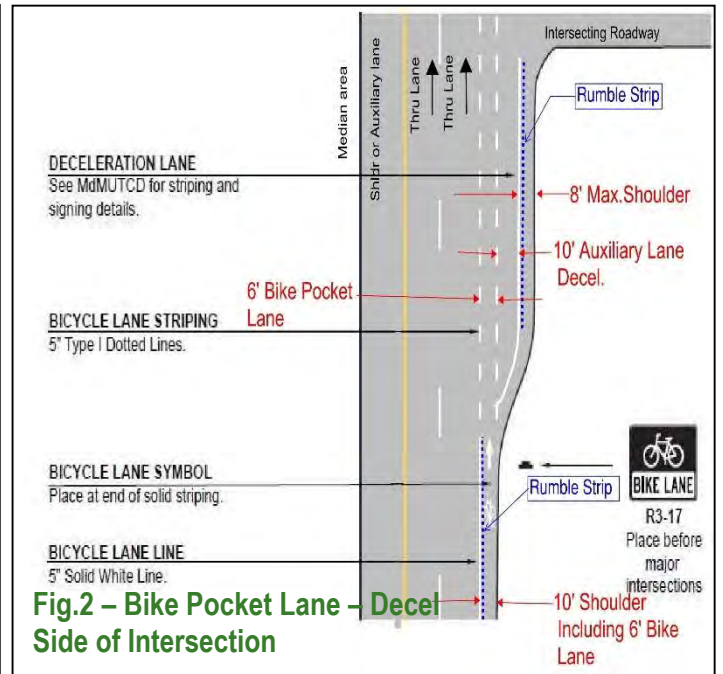 Intersecting Roadway
Median area
Shldr or Auxiliary lane
Thru Lane
Thru Lane
Rumble Strip
DECELERATION LANE
See MdMUTCD for striping and
signing details.
8' Max.Shoulder
10' Auxiliary Lane
Decel.
6' Bike Pocket
Lane
BICYCLE LANE STRIPING
5" Type I Dotted Lines.
BICYCLE LANE SYMBOL
Place at end of solid striping.
Rumble Strip
BIKE LANE
R3-17
Place before
major
intersections
BICYCLE LANE LINE
5" Solid White Line.
Fig.2 – Bike Pocket Lane – Decel
Side of Intersection
10' Shoulder
Including 6' Bike
Lane